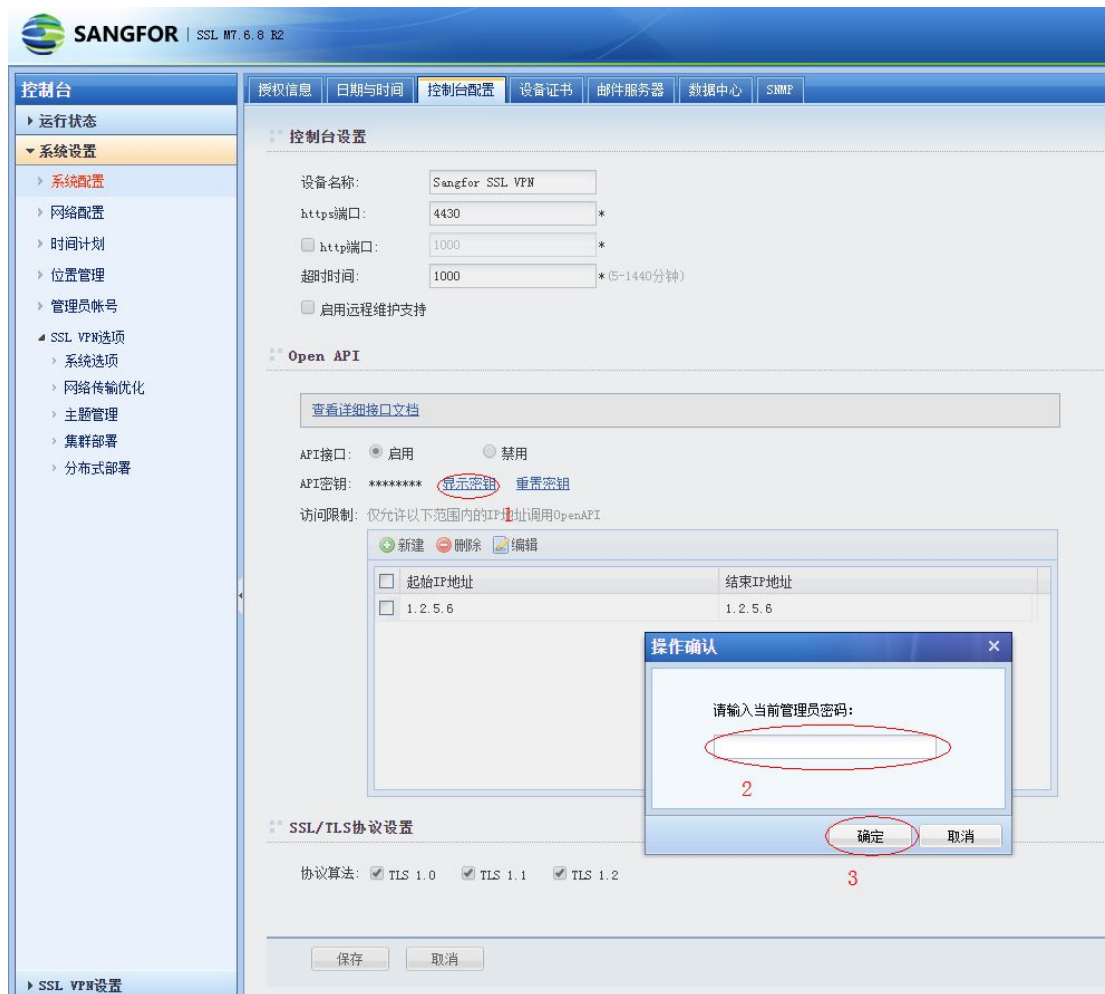 SANGFOR | SSL M7.6.8 R2
控制台
授权信息 日期与时间 控制台配置 设备证书 邮件服务器 数据中心 SNMP
运行状态
系统设置
系统配置
网络配置
时间计划
位置管理
管理员帐号
SSL VPN选项
系统选项
网络传输优化
主题管理
集群部署
分布式部署
SSL VPN设置
控制台设置
设备名称: Sangfor SSL VPN
https端口: 4430 *
http端口: 1000 *
超时时间: 1000 * (5-1440分钟)
启用远程维护支持
Open API
查看详细接口文档
API接口: 启用 禁用
API密钥: ******** 显示密钥 重置密钥
1
访问限制: 仅允许以下范围内的IP地址调用OpenAPI
新建 删除 编辑
起始IP地址 结束IP地址
1.2.5.6 1.2.5.6
操作确认
请输入当前管理员密码:
2
确定 取消
3
SSL/TLS协议设置
协议算法: TLS 1.0 TLS 1.1 TLS 1.2
保存 取消